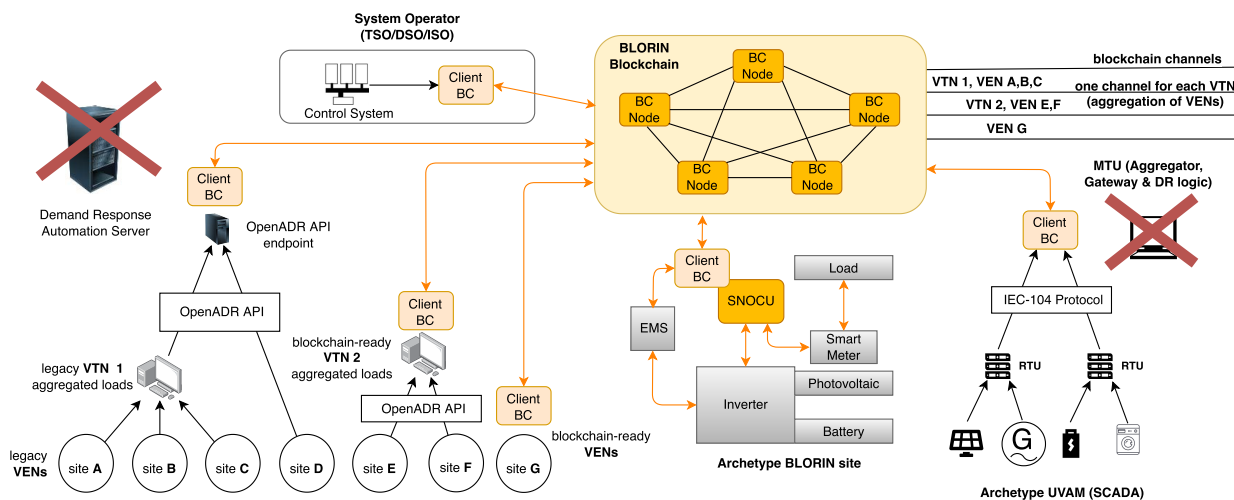 System Operator
(TSO/DSO/ISO)
Control System
Client
BC
BLORIN
Blockchain
BC
Node
BC
Node
BC
Node
BC
Node
BC
Node
blockchain channels
VTN 1, VEN A,B,C
one channel for each VTN
(aggregation of VENs)
VTN 2, VEN E,F
VEN G
Demand Response
Automation Server
Client
BC
OpenADR API
endpoint
OpenADR API
legacy VTN 1
aggregated loads
legacy
VENs
site A
site B
site C
site D
Client
BC
blockchain-ready
VTN 2
aggregated loads
OpenADR API
site E
site F
Client
BC
site G
blockchain-ready
VENs
Client
BC
SNOCU
Load
EMS
Smart
Meter
Inverter
Photovoltaic
Battery
Archetype BLORIN site
MTU (Aggregator,
Gateway & DR logic)
Client
BC
IEC-104 Protocol
RTU
RTU
G
Archetype UVAM (SCADA)